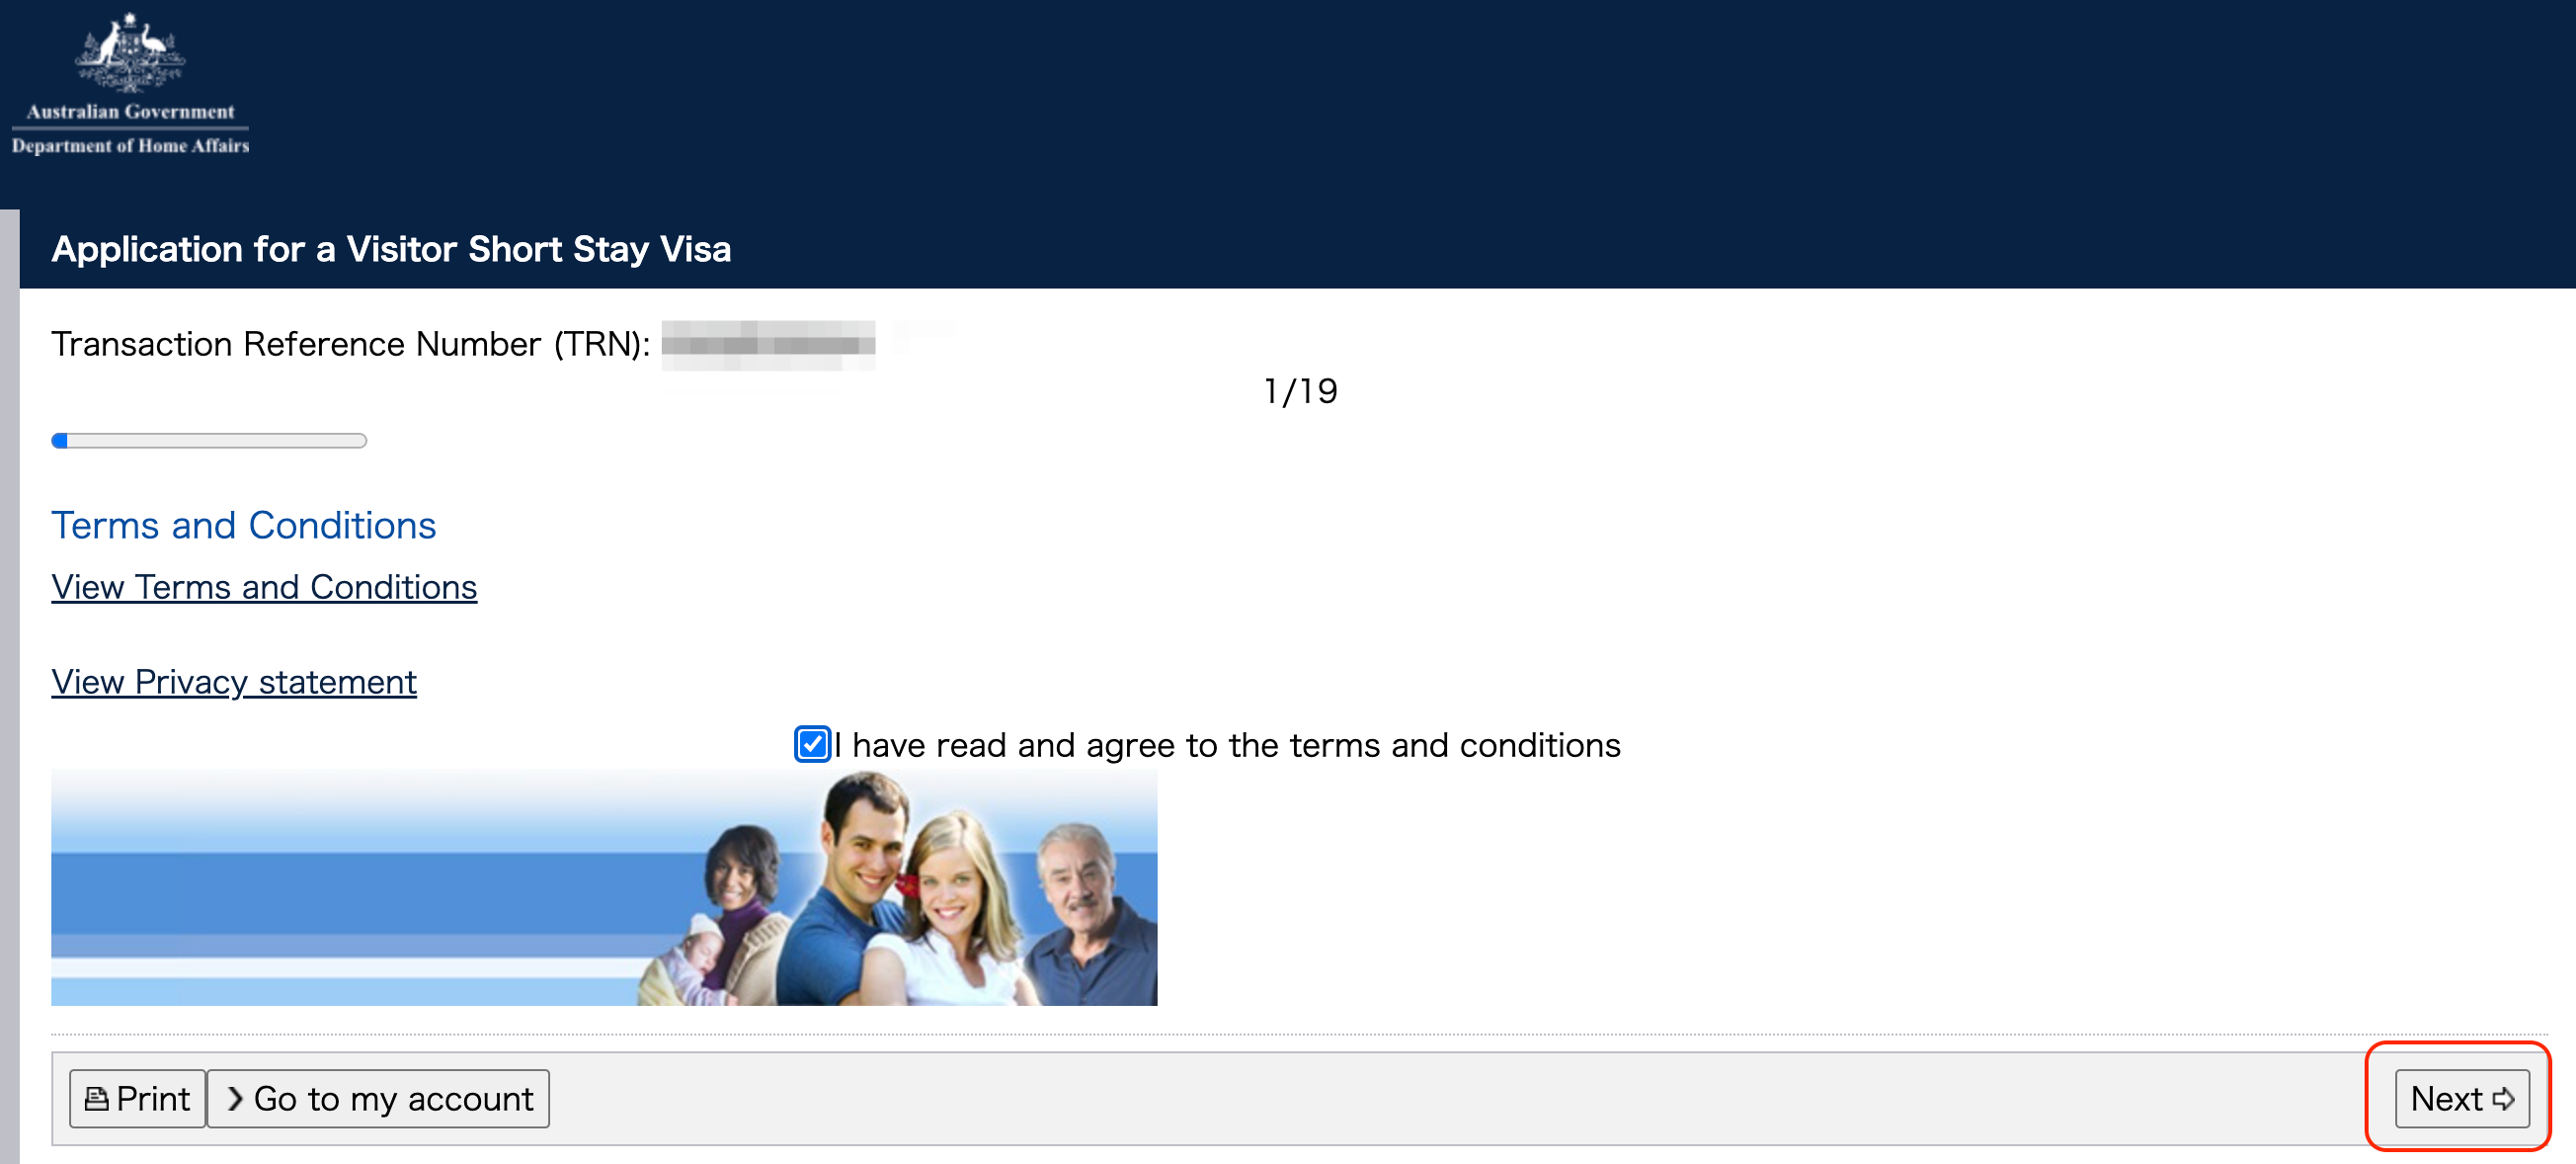 Australian Government
Department of Home Affairs
Application for a Visitor Short Stay Visa
Transaction Reference Number (TRN):
1/19
Terms and Conditions
View Terms and Conditions
View Privacy statement
I have read and agree to the terms and conditions
Print
Go to my account
Next